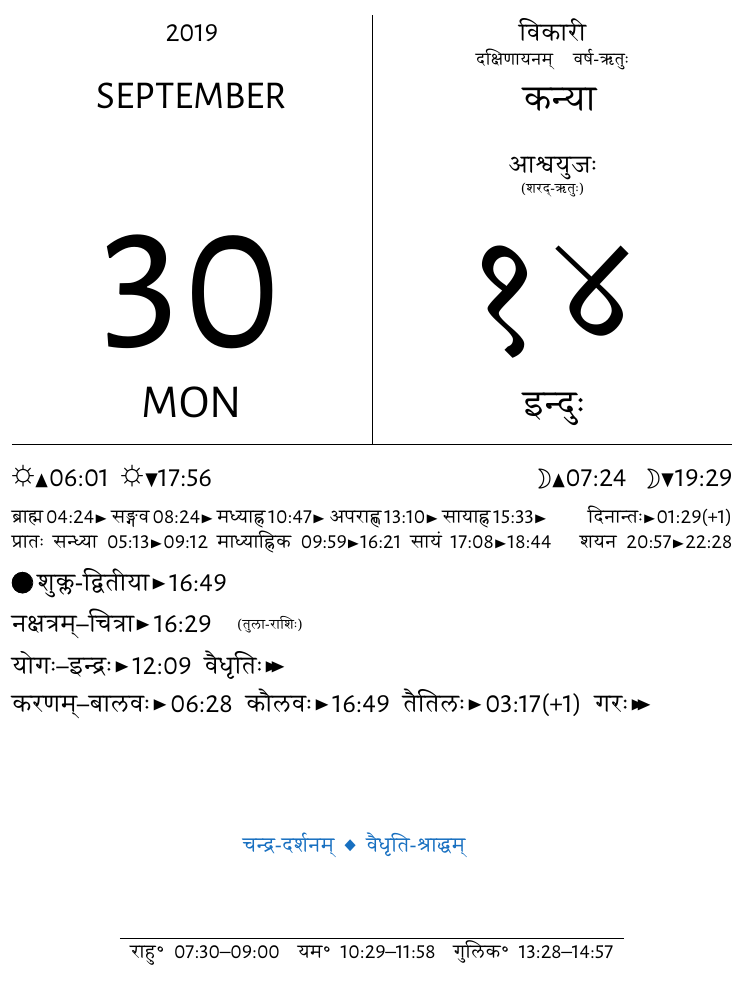 2019
SEPTEMBER
30
MON
विकारी
दक्षिणायनम् वर्ष-ऋतुः
कन्या
आश्वयुजः
(शरद्-ऋतुः)
१४
इन्दुः
☼▲06:01 ☼▼17:56 ☽▲07:24 ☽▼19:29
ब्राह्म 04:24► सङ्गव 08:24► मध्याह्न 10:47► अपराह्ण 13:10► सायाह्न 15:33► दिनान्तः►01:29(+1)
प्रातः सन्ध्या 05:13►09:12 माध्याह्निक 09:59►16:21 सायं 17:08►18:44 शयन 20:57►22:28
●शुक्ल-द्वितीया►16:49
नक्षत्रम्–चित्रा►16:29 (तुला-राशिः)
योगः–इन्द्रः►12:09 वैधृतिः►►
करणम्–बालवः►06:28 कौलवः►16:49 तैतिलः►03:17(+1) गरः►►
चन्द्र-दर्शनम् ◆ वैधृति-श्राद्धम्
राहु॰ 07:30–09:00 यम॰ 10:29–11:58 गुलिक॰ 13:28–14:57